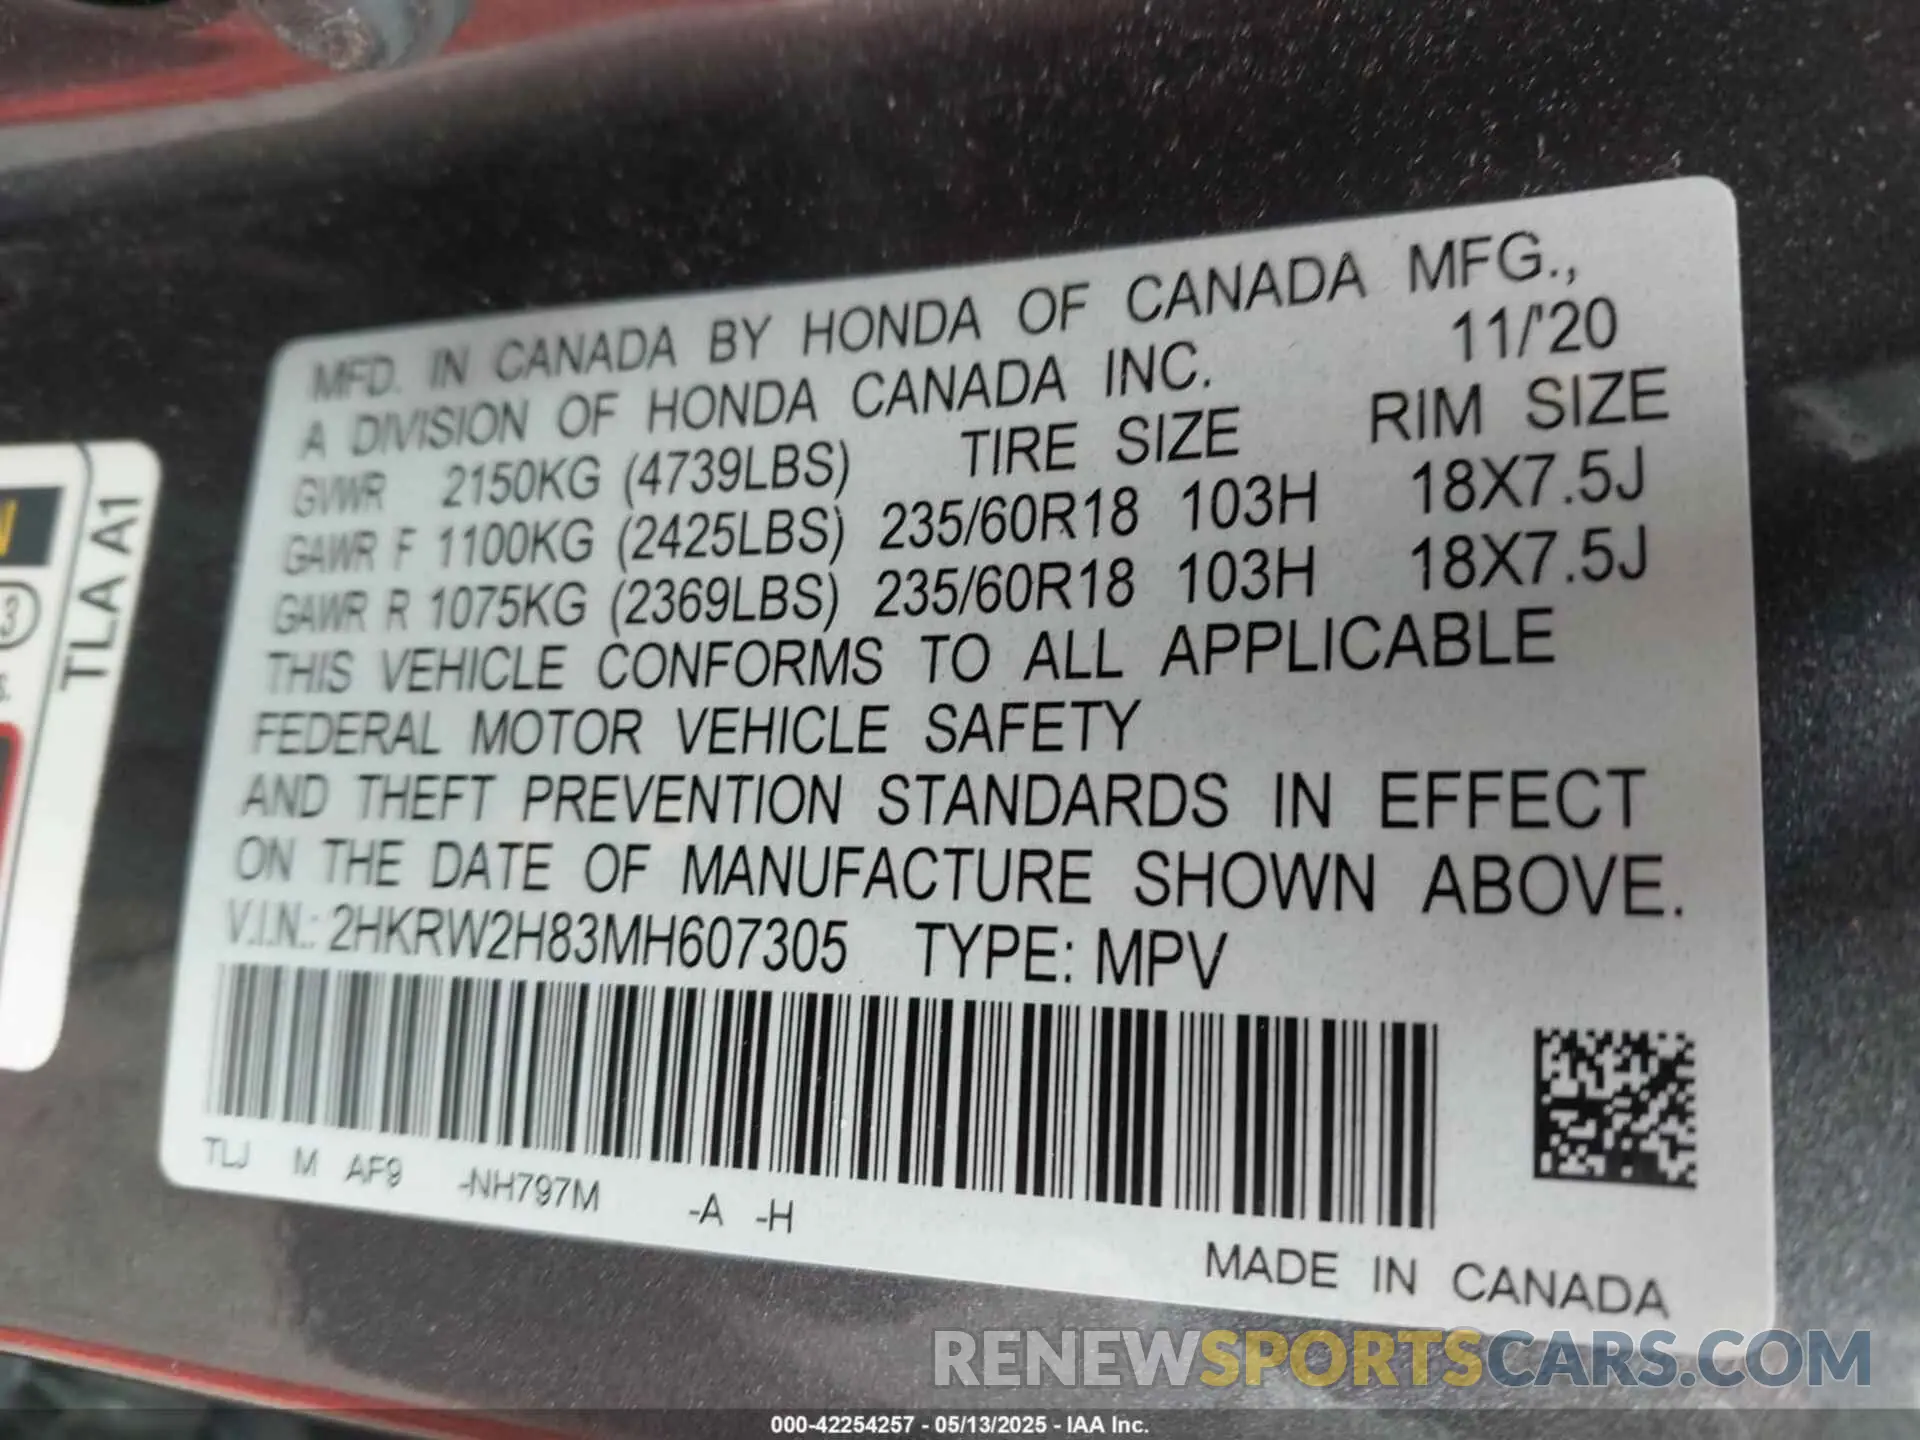 MFD. IN CANADA BY HONDA OF CANADA MFG.,
A DIVISION OF HONDA CANADA INC. 11/'20
GVWR 2150KG (4739LBS) TIRE SIZE RIM SIZE
GAWR F 1100KG (2425LBS) 235/60R18 103H 18X7.5J
GAWR R 1075KG (2369LBS) 235/60R18 103H 18X7.5J
THIS VEHICLE CONFORMS TO ALL APPLICABLE
FEDERAL MOTOR VEHICLE SAFETY
AND THEFT PREVENTION STANDARDS IN EFFECT
ON THE DATE OF MANUFACTURE SHOWN ABOVE.
V.I.N.: 2HKRW2H83MH607305 TYPE: MPV
TLJ M AF9 -NH797M -A -H
MADE IN CANADA
TLA A1
3
RENEWSPORTSCARS.COM
000-42254257 - 05/13/2025 - IAA Inc.